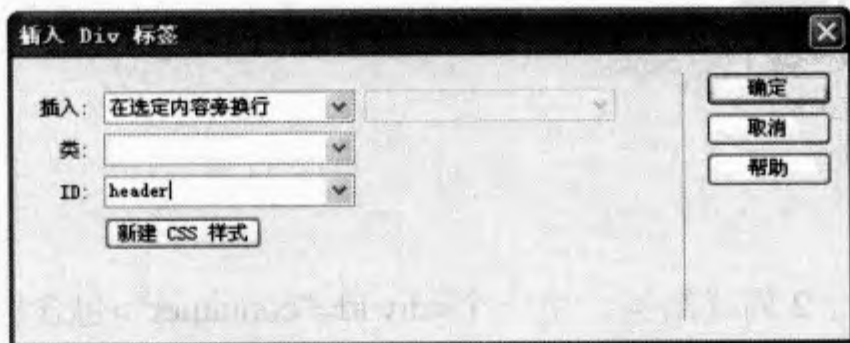 插入 Div 标签
插入: 在选定内容旁换行
类:
ID: header
新建 CSS 样式
确定
取消
帮助